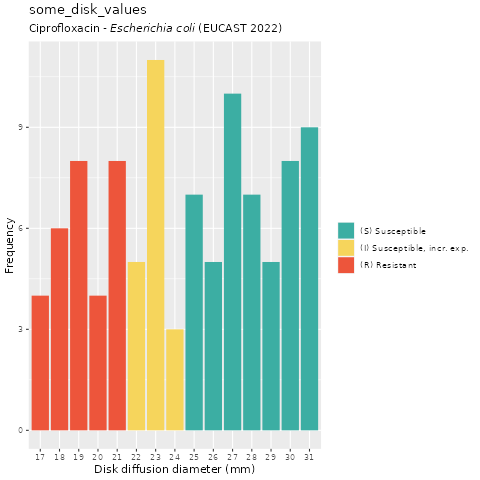 some_disk_values
Ciprofloxacin - Escherichia coli (EUCAST 2022)
Frequency
9
6
3
0
17 18 19 20 21 22 23 24 25 26 27 28 29 30 31
Disk diffusion diameter (mm)
(S) Susceptible
(I) Susceptible, incr. exp.
(R) Resistant